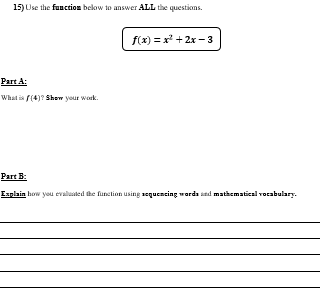 15) Use the function below to answer ALL the questions.
f(x) = x² + 2x − 3
Part A:
What is f(4)? Show your work.
Part B:
Explain how you evaluated the function using sequencing words and mathematical vocabulary.